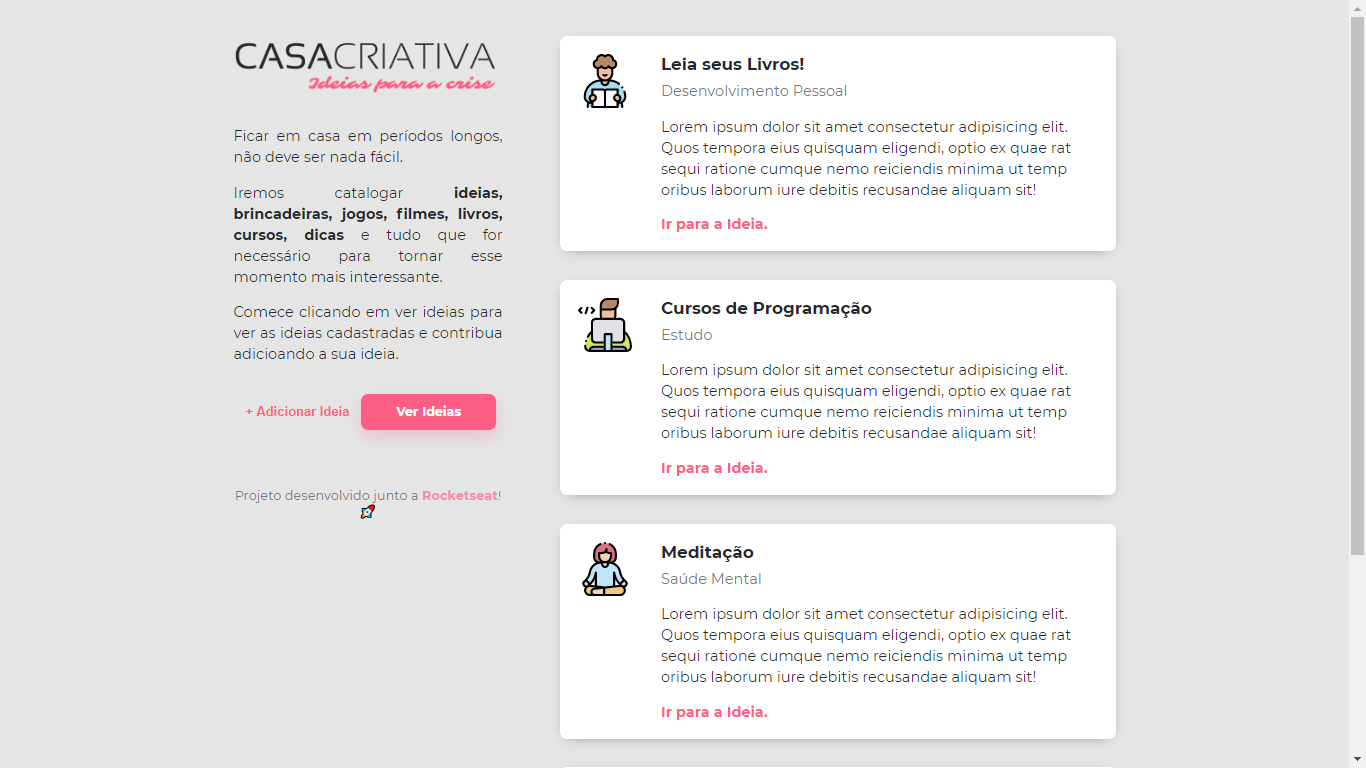 CASACRIATIVA
Ideias para a crise
Ficar em casa em períodos longos,
não deve ser nada fácil.
Iremos catalogar ideias,
brincadeiras, jogos, filmes, livros,
cursos, dicas e tudo que for
necessário para tornar esse
momento mais interessante.
Comece clicando em ver ideias para
ver as ideias cadastradas e contribua
adicioando a sua ideia.
+ Adicionar Ideia
Ver Ideias
Projeto desenvolvido junto a Rocketseat!
Leia seus Livros!
Desenvolvimento Pessoal
Lorem ipsum dolor sit amet consectetur adipisicing elit.
Quos tempora eius quisquam eligendi, optio ex quae rat
sequi ratione cumque nemo reiciendis minima ut temp
oribus laborum iure debitis recusandae aliquam sit!
Ir para a Ideia.
Cursos de Programação
Estudo
Lorem ipsum dolor sit amet consectetur adipisicing elit.
Quos tempora eius quisquam eligendi, optio ex quae rat
sequi ratione cumque nemo reiciendis minima ut temp
oribus laborum iure debitis recusandae aliquam sit!
Ir para a Ideia.
Meditação
Saúde Mental
Lorem ipsum dolor sit amet consectetur adipisicing elit.
Quos tempora eius quisquam eligendi, optio ex quae rat
sequi ratione cumque nemo reiciendis minima ut temp
oribus laborum iure debitis recusandae aliquam sit!
Ir para a Ideia.